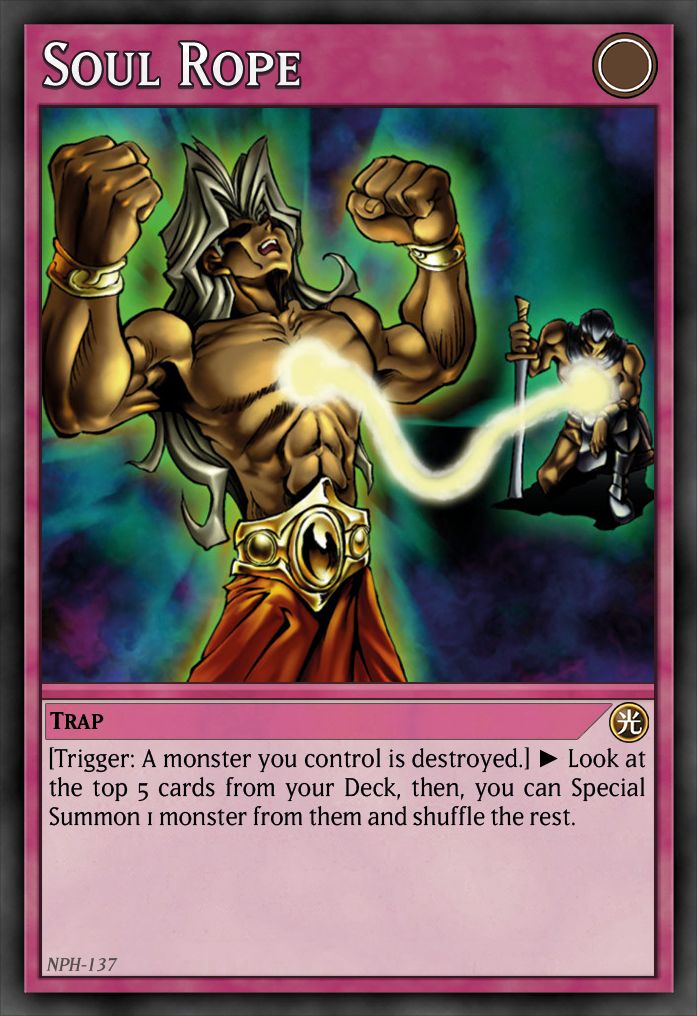 Soul Rope
Trap
光
[Trigger: A monster you control is destroyed.] ► Look at
the top 5 cards from your Deck, then, you can Special
Summon 1 monster from them and shuffle the rest.
NPH-137